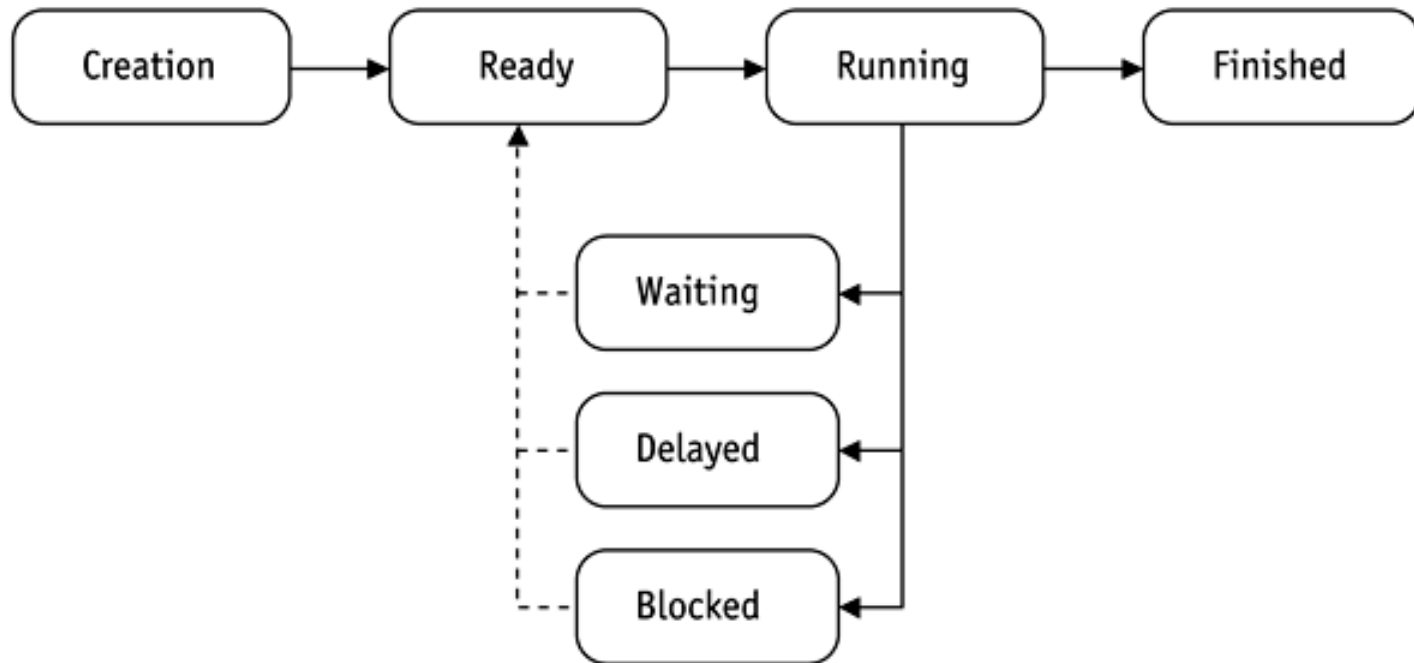 Creation
Ready
Running
Finished
Waiting
Delayed
Blocked